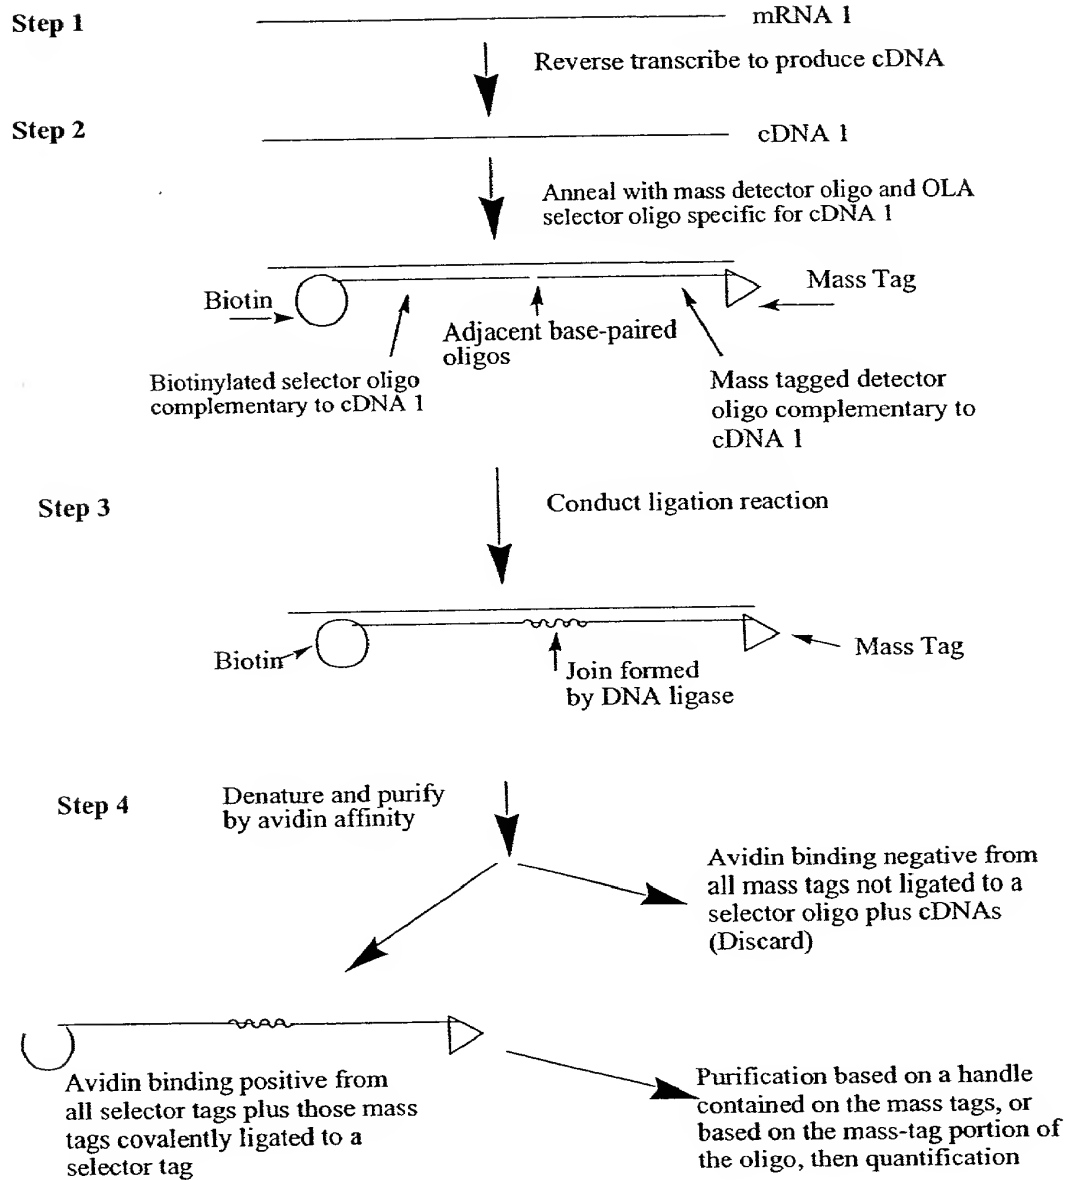 Step 1
mRNA 1
Reverse transcribe to produce cDNA
Step 2
cDNA 1
Anneal with mass detector oligo and OLA
selector oligo specific for cDNA 1
Biotin
Mass Tag
Adjacent base-paired
oligos
Biotinylated selector oligo
complementary to cDNA 1
Mass tagged detector
oligo complementary to
cDNA 1
Step 3
Conduct ligation reaction
Biotin
Mass Tag
Join formed
by DNA ligase
Step 4
Denature and purify
by avidin affinity
Avidin binding negative from
all mass tags not ligated to a
selector oligo plus cDNAs
(Discard)
Avidin binding positive from
all selector tags plus those mass
tags covalently ligated to a
selector tag
Purification based on a handle
contained on the mass tags, or
based on the mass-tag portion of
the oligo, then quantification